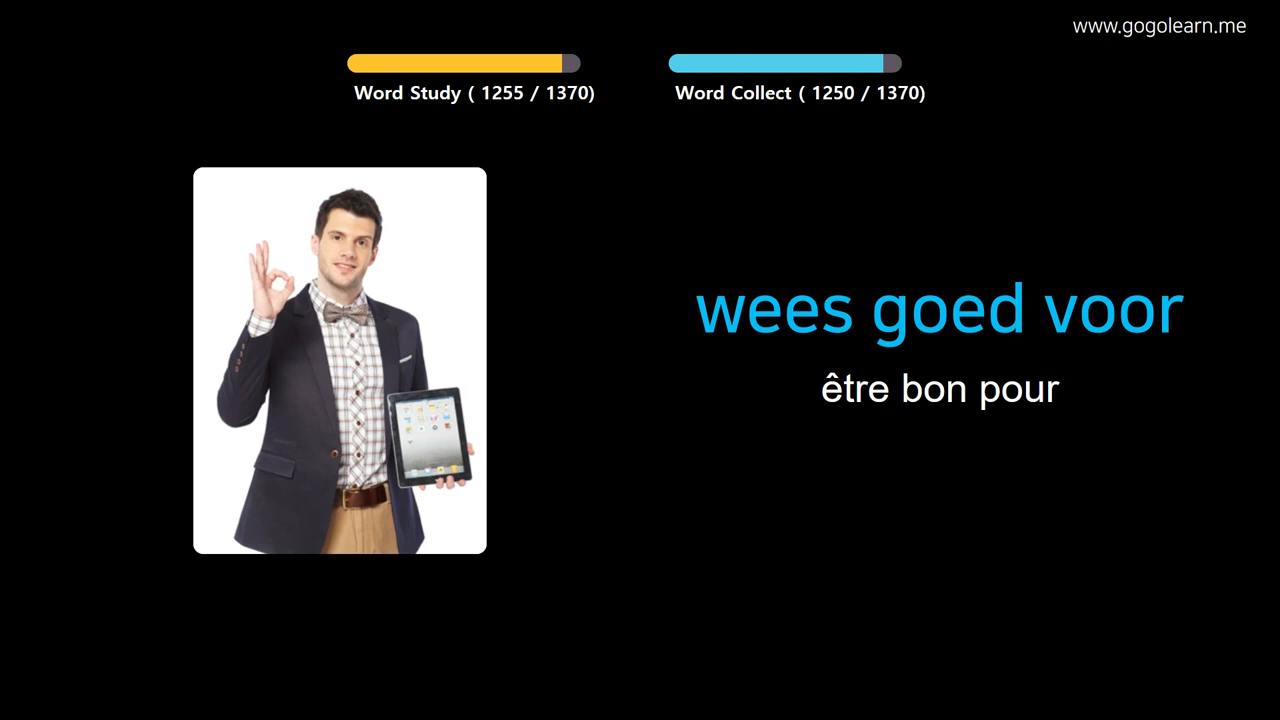 www.gogolearn.me
Word Study ( 1255 / 1370)
Word Collect ( 1250 / 1370)
wees goed voor
être bon pour